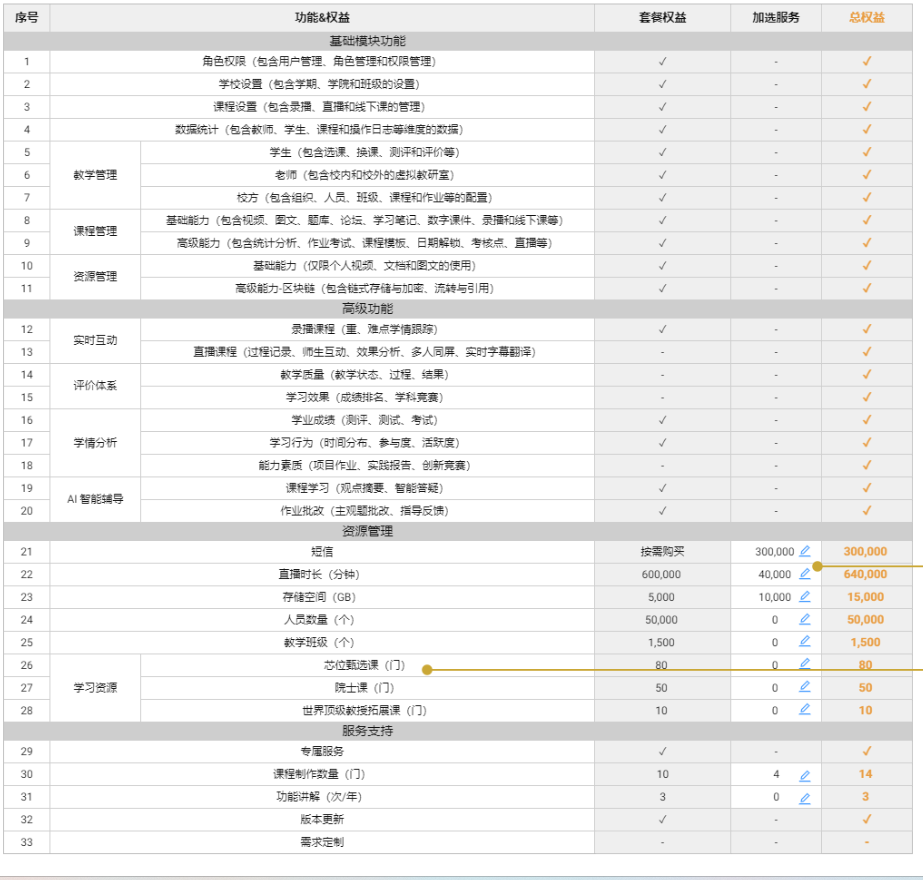 序号 功能&权益 套餐权益 加选服务 总权益
基础模块功能
1 角色权限（包含用户管理、角色管理和权限管理） ✓ - ✓
2 学校设置（包含学期、学院和班级的设置） ✓ - ✓
3 课程设置（包含录播、直播和线下课的管理） ✓ - ✓
4 数据统计（包含教师、学生、课程和操作日志等维度的数据） ✓ - ✓
5 学生（包含选课、换课、测评和评价等） ✓ - ✓
教学管理
6 老师（包含校内和校外的虚拟教研室） ✓ - ✓
7 校方（包含组织、人员、班级、课程和作业等的配置） ✓ - ✓
课程管理
8 基础能力（包含视频、图文、题库、论坛、学习笔记、数字课件、录播和线下课等） ✓ - ✓
9 高级能力（包含统计分析、作业考试、课程模板、日期解锁、考核点、直播等） ✓ - ✓
资源管理
10 基础能力（仅限个人视频、文档和图文的使用） ✓ - ✓
11 高级能力-区块链（包含链式存储与加密、流转与引用） ✓ - ✓
高级功能
实时互动
12 录播课程（重、难点学情跟踪） ✓ - ✓
13 直播课程（过程记录、师生互动、效果分析、多人同屏、实时字幕翻译） - - ✓
评价体系
14 教学质量（教学状态、过程、结果） - - ✓
15 学习效果（成绩排名、学科竞赛） - - ✓
16 学业成绩（测评、测试、考试） ✓ - ✓
学情分析
17 学习行为（时间分布、参与度、活跃度） ✓ - ✓
18 能力素质（项目作业、实践报告、创新竞赛） - - ✓
AI 智能辅导
19 课程学习（观点摘要、智能答疑） ✓ - ✓
20 作业批改（主观题批改、指导反馈） ✓ - ✓
资源管理
21 短信 按需购买 300,000 300,000
22 直播时长（分钟） 600,000 40,000 640,000
23 存储空间（GB） 5,000 10,000 15,000
24 人员数量（个） 50,000 0 50,000
25 教学班级（个） 1,500 0 1,500
26 芯位甄选课（门） 80 0 80
学习资源
27 院士课（门） 50 0 50
28 世界顶级教授拓展课（门） 10 0 10
服务支持
29 专属服务 ✓ - ✓
30 课程制作数量（门） 10 4 14
31 功能讲解（次/年） 3 0 3
32 版本更新 ✓ - ✓
33 需求定制 - - -